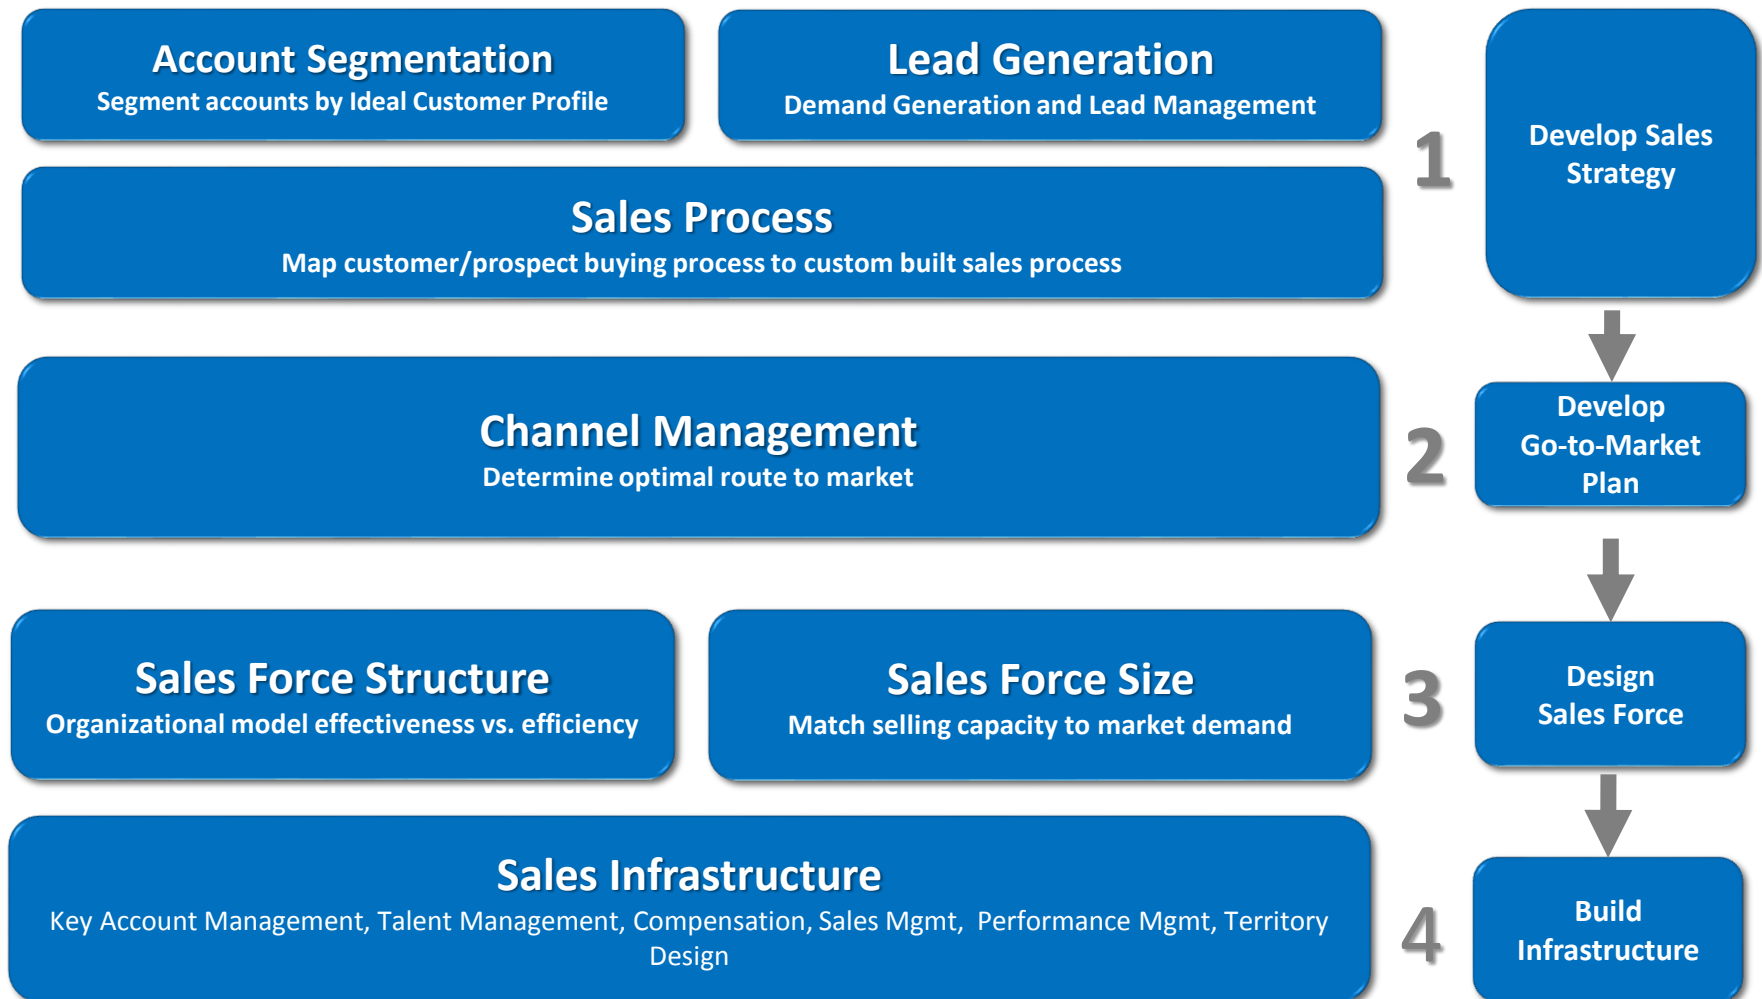 Account Segmentation
Segment accounts by Ideal Customer Profile
Lead Generation
Demand Generation and Lead Management
Sales Process
Map customer/prospect buying process to custom built sales process
1
Develop Sales
Strategy
Channel Management
Determine optimal route to market
2
Develop
Go-to-Market
Plan
Sales Force Structure
Organizational model effectiveness vs. efficiency
Sales Force Size
Match selling capacity to market demand
3
Design
Sales Force
Sales Infrastructure
Key Account Management, Talent Management, Compensation, Sales Mgmt,  Performance Mgmt, Territory
Design
4
Build
Infrastructure